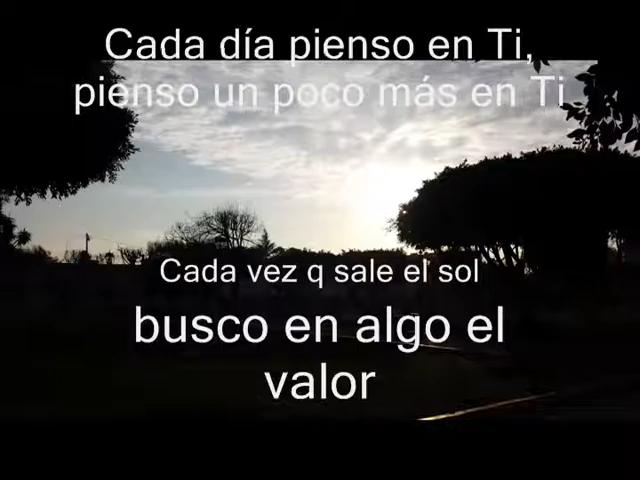 Cada día pienso en Ti,
pienso un poco más en Ti
Cada vez q sale el sol
busco en algo el
valor